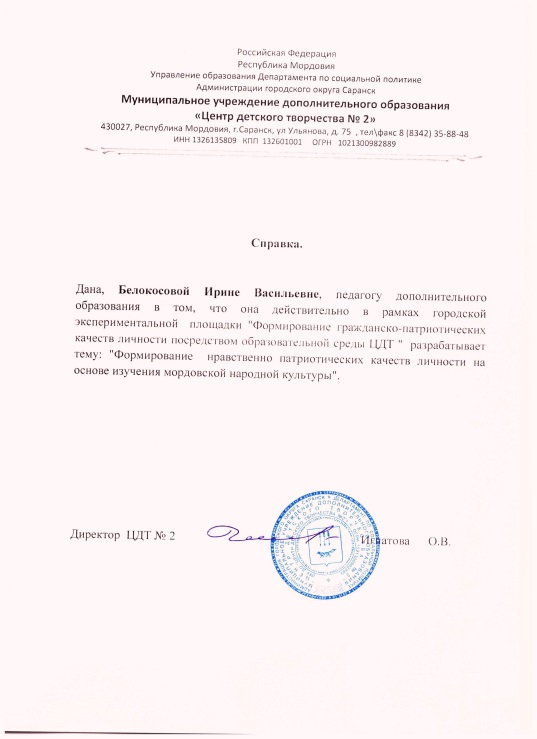 Российская Федерация
Республика Мордовия
Управление образования Департамента по социальной политике
Администрации городского округа Саранск
Муниципальное учреждение дополнительного образования
«Центр детского творчества № 2»
430027, Республика Мордовия, г.Саранск, ул Ульянова, д. 75 , тел\факс 8 (8342) 35-88-48
ИНН 1326135809 КПП 132601001 ОГРН 1021300982889
Справка.
Дана, Белокосовой Ирине Васильевне, педагогу дополнительного
образования в том, что она действительно в рамках городской
экспериментальной площадки "Формирование гражданско-патриотических
качеств личности посредством образовательной среды ЦДТ " разрабатывает
тему: "Формирование нравственно патриотических качеств личности на
основе изучения мордовской народной культуры".
Директор ЦДТ № 2 Игнатова О.В.